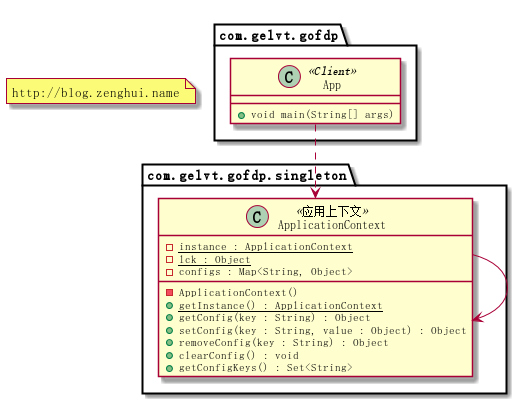 com.gelvt.gofdp
http://blog.zenghui.name
C
«Client»
App
void main(String[] args)
com.gelvt.gofdp.singleton
C
«应用上下文»
ApplicationContext
instance : ApplicationContext
lck : Object
configs : Map<String, Object>
ApplicationContext()
getInstance() : ApplicationContext
getConfig(key : String) : Object
setConfig(key : String, value : Object) : Object
removeConfig(key : String) : Object
clearConfig() : void
getConfigKeys() : Set<String>